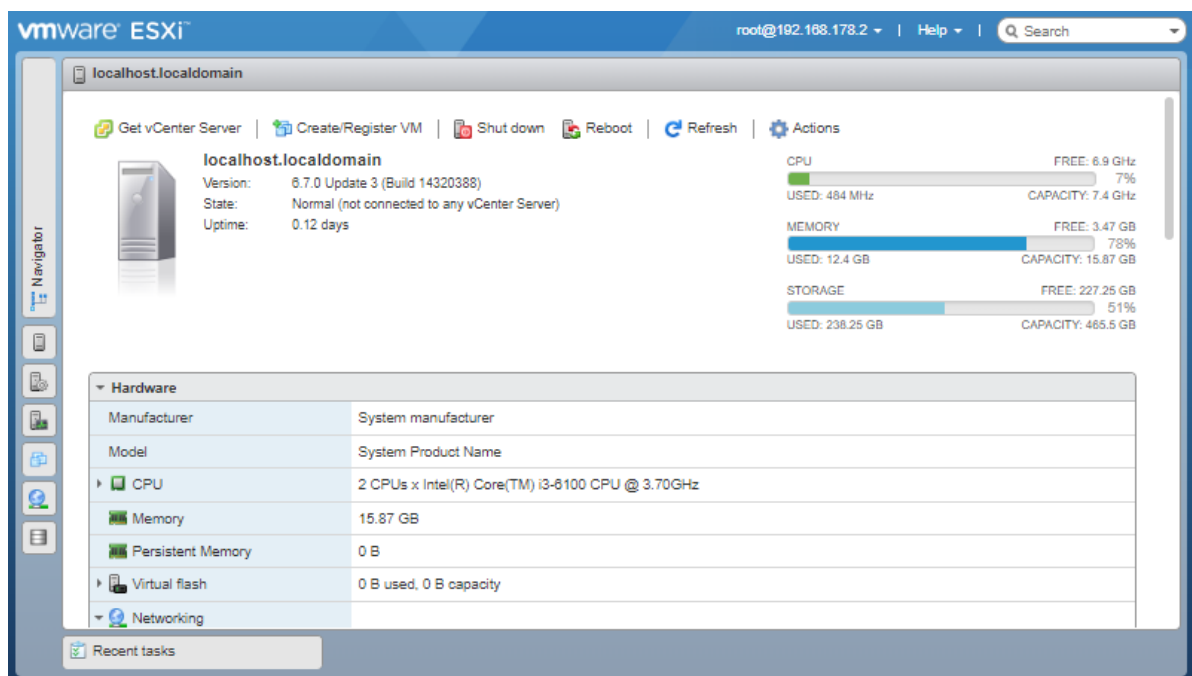 vmware ESXi™
root@192.168.178.2 | Help | Search
Navigator
localhost.localdomain
Get vCenter Server | Create/Register VM | Shut down Reboot | Refresh | Actions
localhost.localdomain
Version: 6.7.0 Update 3 (Build 14320388)
State: Normal (not connected to any vCenter Server)
Uptime: 0.12 days
CPU FREE: 6.9 GHz
7%
USED: 484 MHz CAPACITY: 7.4 GHz
MEMORY FREE: 3.47 GB
78%
USED: 12.4 GB CAPACITY: 15.87 GB
STORAGE FREE: 227.25 GB
51%
USED: 238.25 GB CAPACITY: 465.5 GB
Hardware
Manufacturer System manufacturer
Model System Product Name
CPU 2 CPUs x Intel(R) Core(TM) i3-6100 CPU @ 3.70GHz
Memory 15.87 GB
Persistent Memory 0 B
Virtual flash 0 B used, 0 B capacity
Networking
Recent tasks